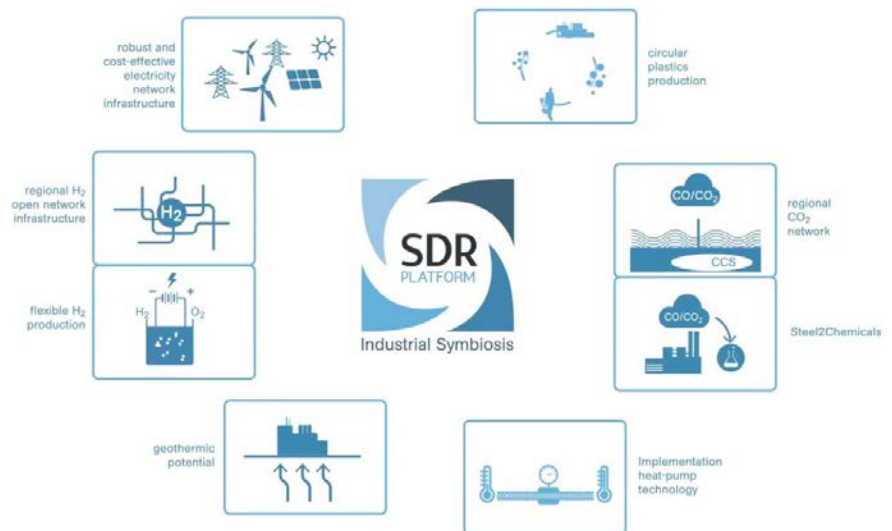 robust and
cost-effective
electricity
network
infrastructure
circular
plastics
production
regional H₂
open network
infrastructure
H₂
CO/CO₂
CCS
regional
CO₂
network
SDR
PLATFORM
Industrial Symbiosis
flexible H₂
production
− +
H₂ O₂
CO/CO₂
Steel2Chemicals
geothermic
potential
Implementation
heat-pump
technology